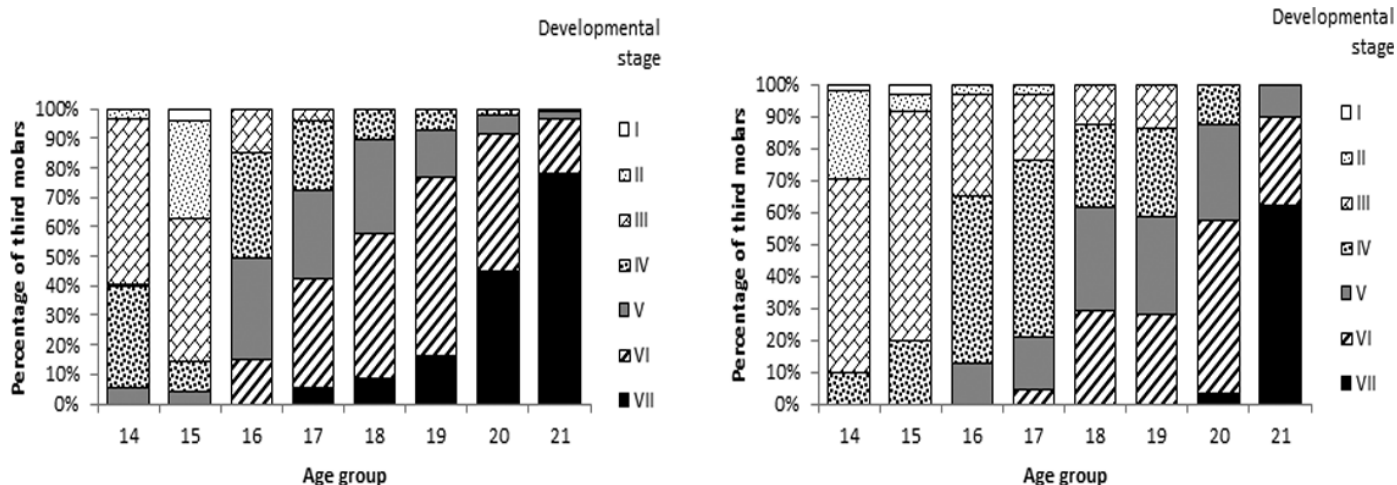 Developmental
stage
100%
90%
80%
70%
60%
50%
40%
30%
20%
10%
0%
Percentage of third molars
14 15 16 17 18 19 20 21
Age group
I
II
III
IV
V
VI
VII
Developmental
stage
100%
90%
80%
70%
60%
50%
40%
30%
20%
10%
0%
Percentage of third molars
14 15 16 17 18 19 20 21
Age group
I
II
III
IV
V
VI
VII